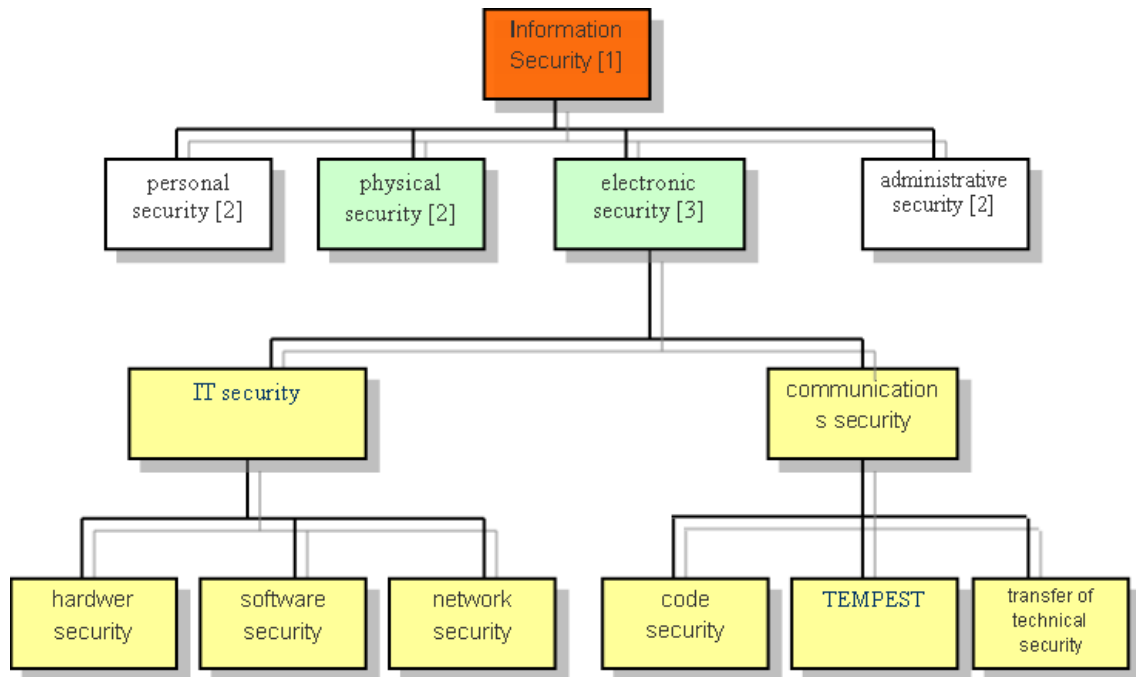 Information
Security [1]
personal
security [2]
physical
security [2]
electronic
security [3]
administrative
security [2]
IT security
communication
s security
hardwer
security
software
security
network
security
code
security
TEMPEST
transfer of
technical
security